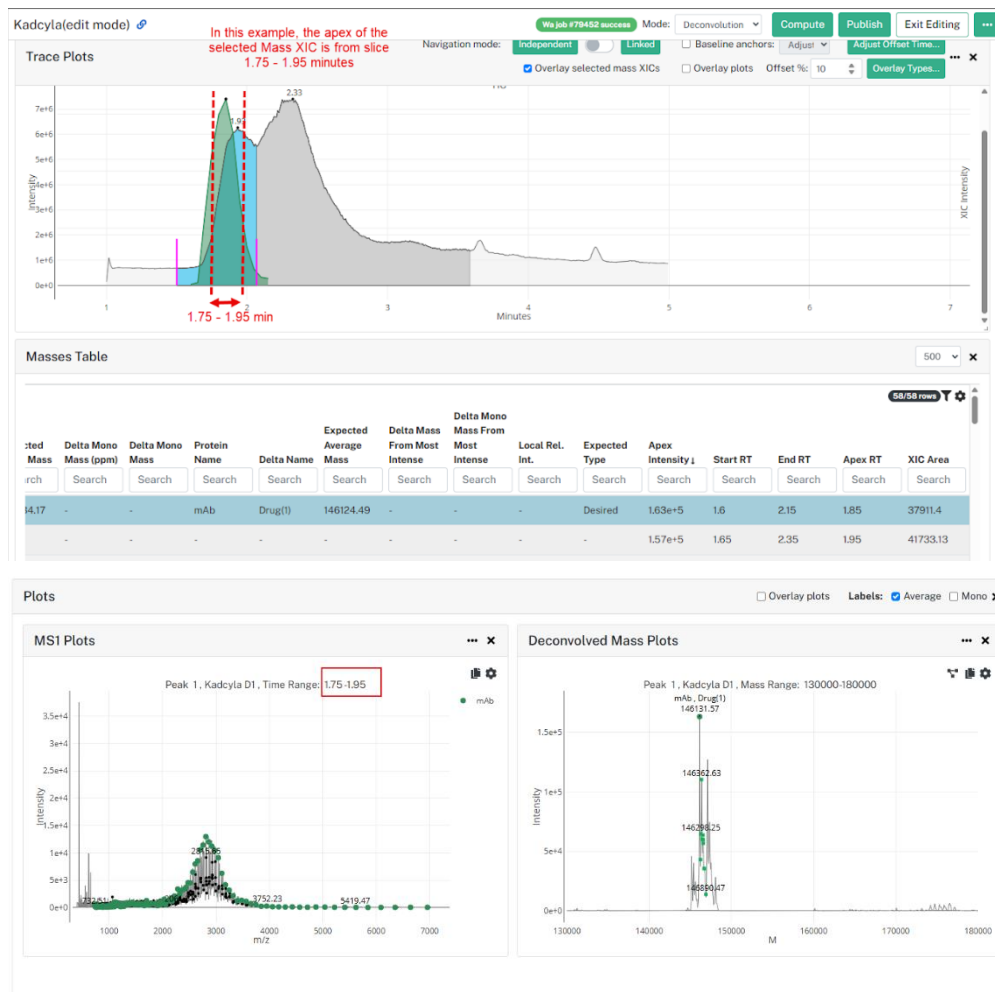 Kadcyla(edit mode)
Wa job #79452 success
Mode:
Deconvolution
Compute
Publish
Exit Editing
In this example, the apex of the
selected Mass XIC is from slice
1.75 - 1.95 minutes
Trace Plots
Navigation mode:
Independent
Linked
Baseline anchors:
Adjust
Adjust Offset Time...
Overlay selected mass XICs
Overlay plots
Offset %:
10
Overlay Types...
2.33
7e+6
6e+6
5e+6
4e+6
3e+6
2e+6
1e+6
0e+0
Intensity
XIC Intensity
1
2
3
4
5
6
7
1.75 - 1.95 min
Minutes
Masses Table
500
58/58 rows
Mass
Delta Mono
Mass (ppm)
Delta Mono
Mass
Protein
Name
Delta Name
Expected
Average
Mass
Delta Mass
From Most
Intense
Delta Mono
Mass From
Most
Intense
Local Rel.
Int.
Expected
Type
Apex
Intensity↓
Start RT
End RT
Apex RT
XIC Area
Search
Search
Search
Search
Search
Search
Search
Search
Search
Search
Search
Search
Search
Search
4.17 - - mAb Drug(1) 146124.49 - - - Desired 1.63e+5 1.6 2.15 1.85 37911.4
- - - - - - - 1.57e+5 1.65 2.35 1.95 41733.13
Plots
Overlay plots
Labels:
Average
Mono
MS1 Plots
Peak 1, Kadcyla D1, Time Range: 1.75-1.95
mAb
3.5e+4
3e+4
2.5e+4
2e+4
1.5e+4
1e+4
5e+3
0e+0
Intensity
732.51
3752.23
5419.47
1000
2000
3000
4000
5000
6000
7000
m/z
Deconvolved Mass Plots
Peak 1, Kadcyla D1, Mass Range: 130000-180000
mAb, Drug(1)
146131.57
146362.63
146298.25
146890.47
1.5e+5
1e+5
5e+4
0e+0
Intensity
130000
140000
150000
160000
170000
180000
M